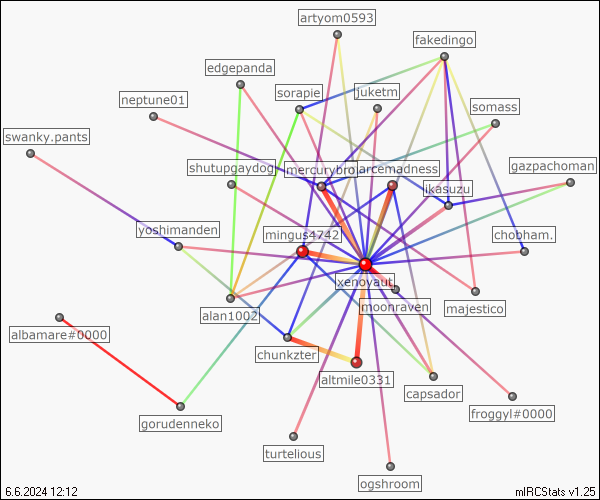 artyom0593
fakedingo
edgepanda
sorapie
juketm
neptune01
somass
swanky.pants
shutupgaydog
mercurybro
arcemadness
gazpachoman
ikasuzu
yoshimanden
mingus4742
chobham.
xenoyaut
moonraven
majestico
alan1002
albamare#0000
chunkzter
altmile0331
capsador
froggyl#0000
gorudenneko
turtelious
ogshroom
6.6.2024 12:12
mIRCStats v1.25